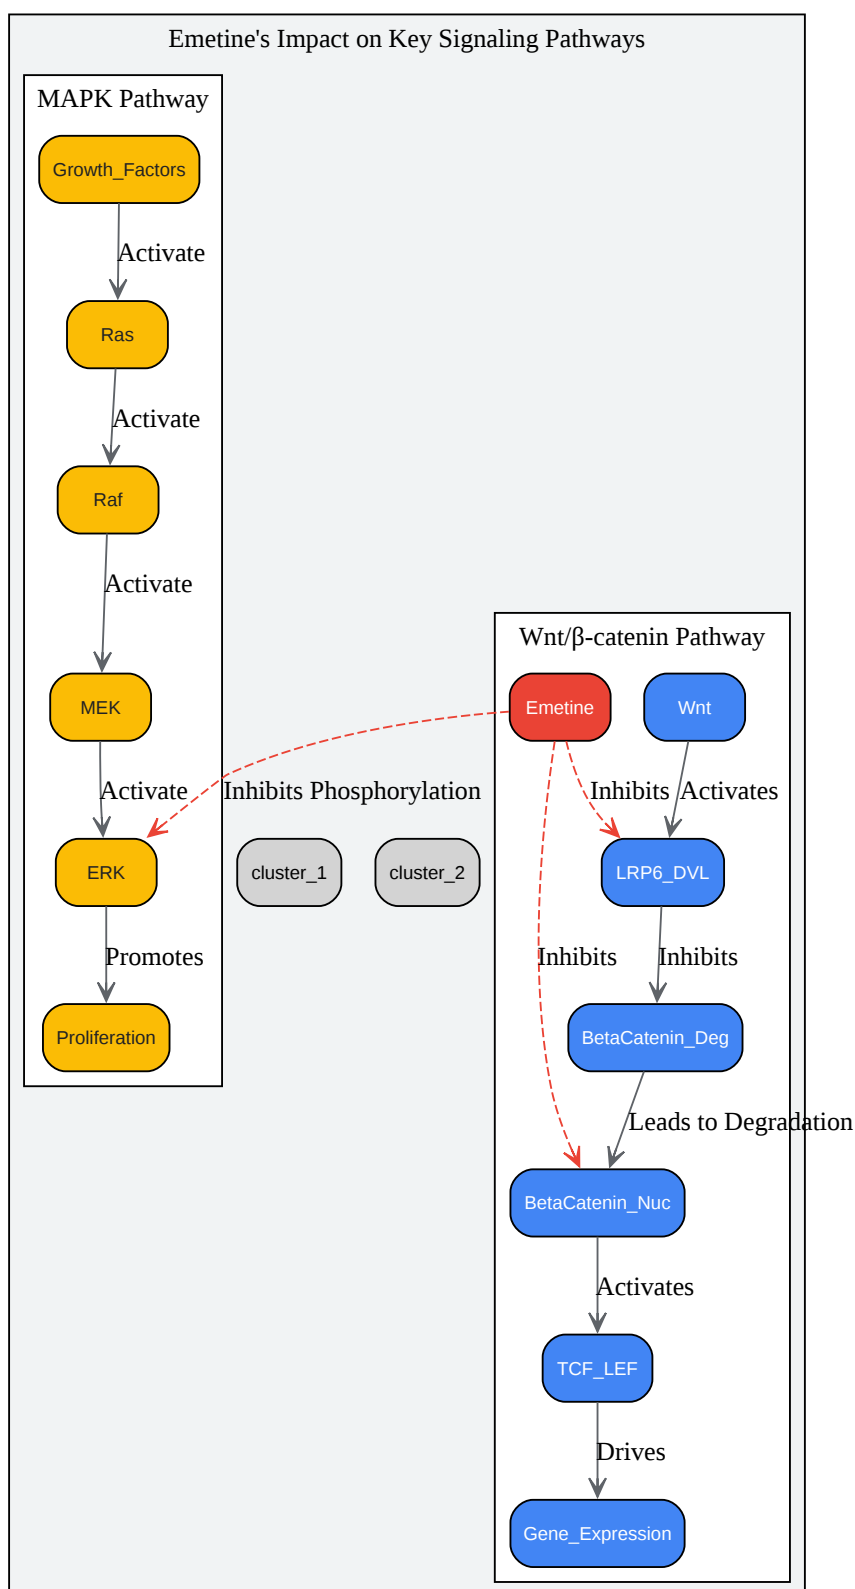 Emetine's Impact on Key Signaling Pathways
MAPK Pathway
Growth_Factors
Activate
Ras
Activate
Raf
Activate
MEK
Activate
ERK
Promotes
Proliferation
Inhibits Phosphorylation
cluster_1
cluster_2
Wnt/β-catenin Pathway
Emetine
Wnt
Inhibits
Activates
LRP6_DVL
Inhibits
Inhibits
BetaCatenin_Deg
Leads to Degradation
BetaCatenin_Nuc
Activates
TCF_LEF
Drives
Gene_Expression